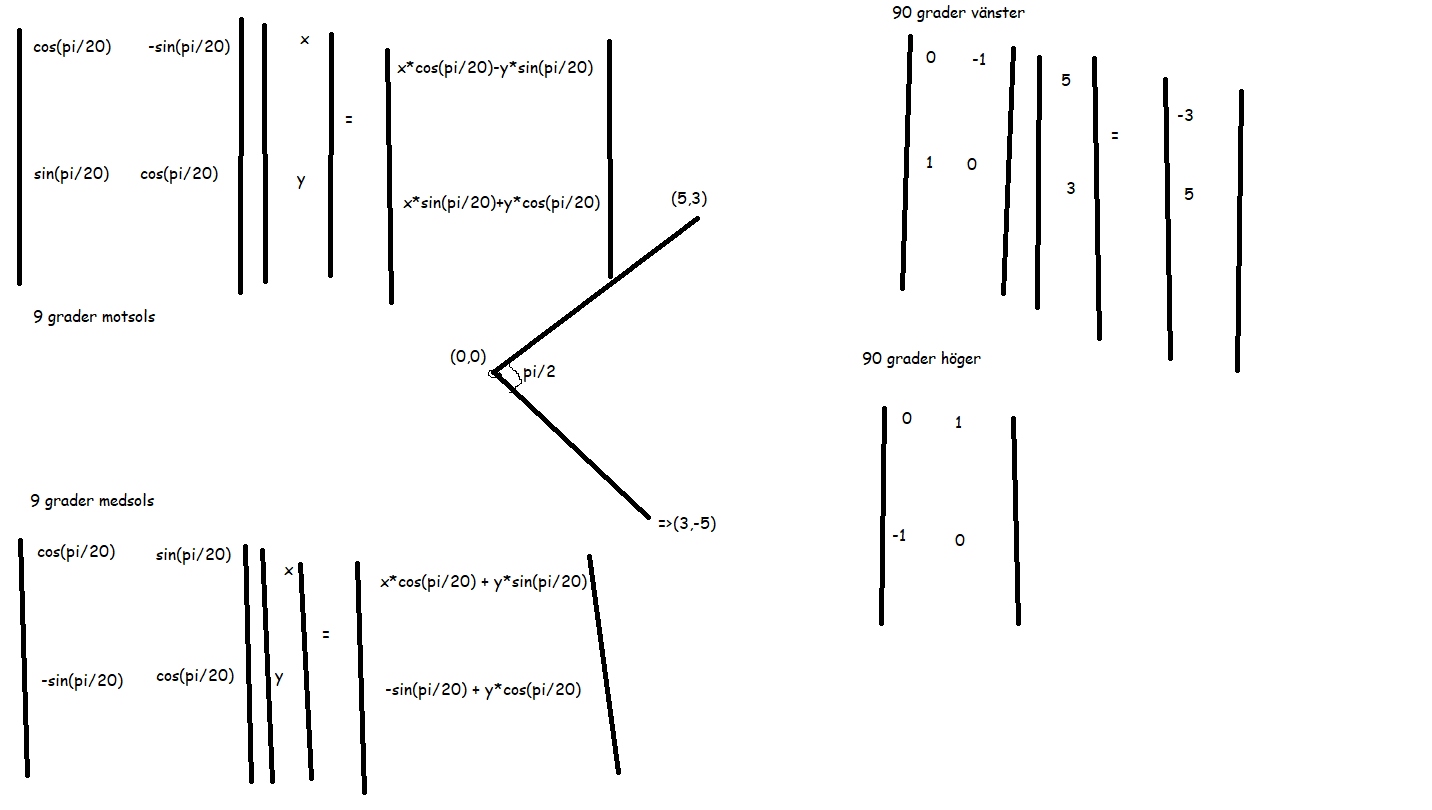 cos(pi/20) -sin(pi/20) x x*cos(pi/20)-y*sin(pi/20)
=
sin(pi/20) cos(pi/20) y x*sin(pi/20)+y*cos(pi/20)
9 grader motsols
(5,3)
(0,0)
pi/2
=>(3,-5)
9 grader medsols
cos(pi/20) sin(pi/20) x x*cos(pi/20) + y*sin(pi/20)
=
-sin(pi/20) cos(pi/20) y -sin(pi/20) + y*cos(pi/20)
90 grader vänster
0 -1 5 -3
=
1 0 3 5
90 grader höger
0 1
-1 0